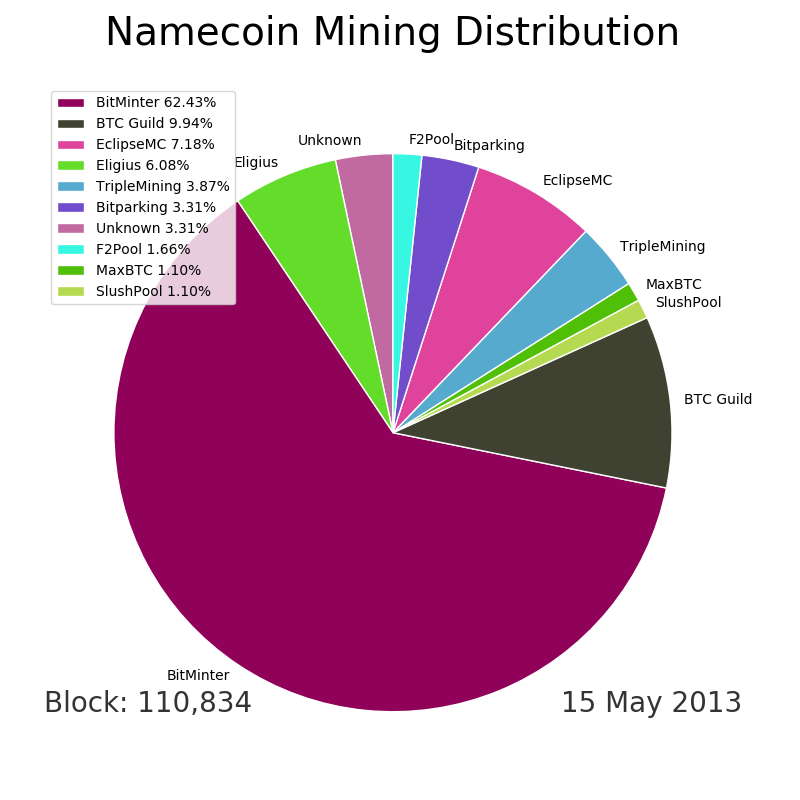 Namecoin Mining Distribution
BitMinter 62.43%
BTC Guild 9.94%
EclipseMC 7.18%
Eligius 6.08%
TripleMining 3.87%
Bitparking 3.31%
Unknown 3.31%
F2Pool 1.66%
MaxBTC 1.10%
SlushPool 1.10%
Eligius
Unknown
F2Pool
Bitparking
EclipseMC
TripleMining
MaxBTC
SlushPool
BTC Guild
BitMinter
Block: 110,834
15 May 2013